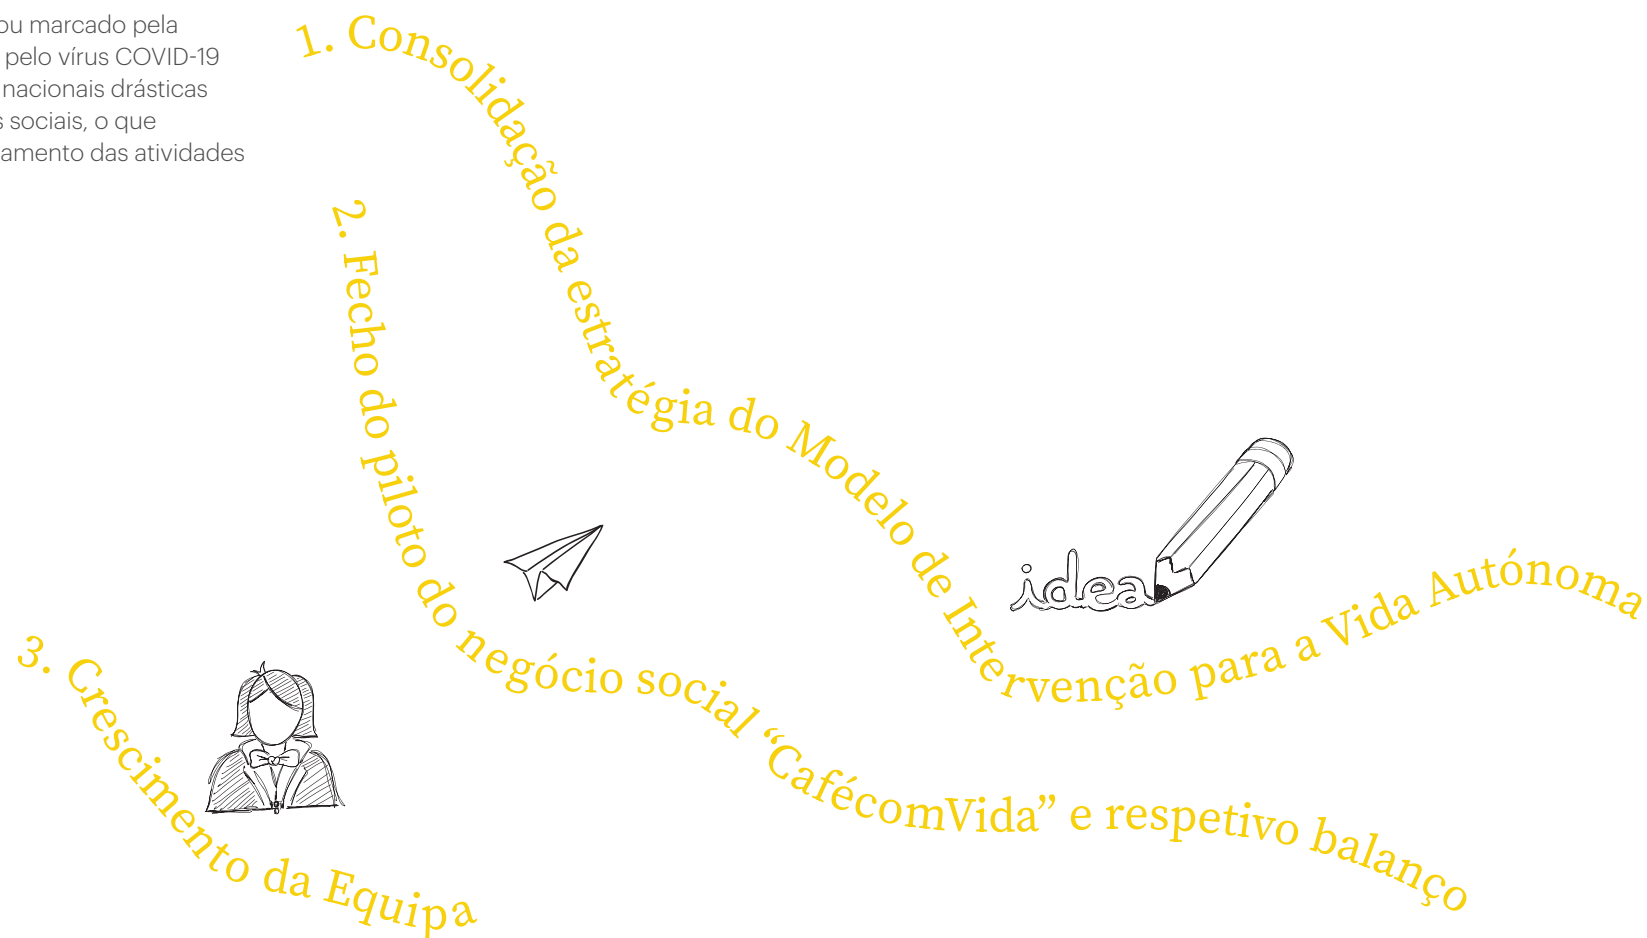 ou marcado pela
pelo vírus COVID-19
nacionais drásticas
s sociais, o que
amento das atividades
1. Consolidação da estratégia do Modelo de Intervenção para a Vida Autónoma
2. Fecho do piloto do negócio social “CafécomVida” e respetivo balanço
idea
3. Crescimento da Equipa